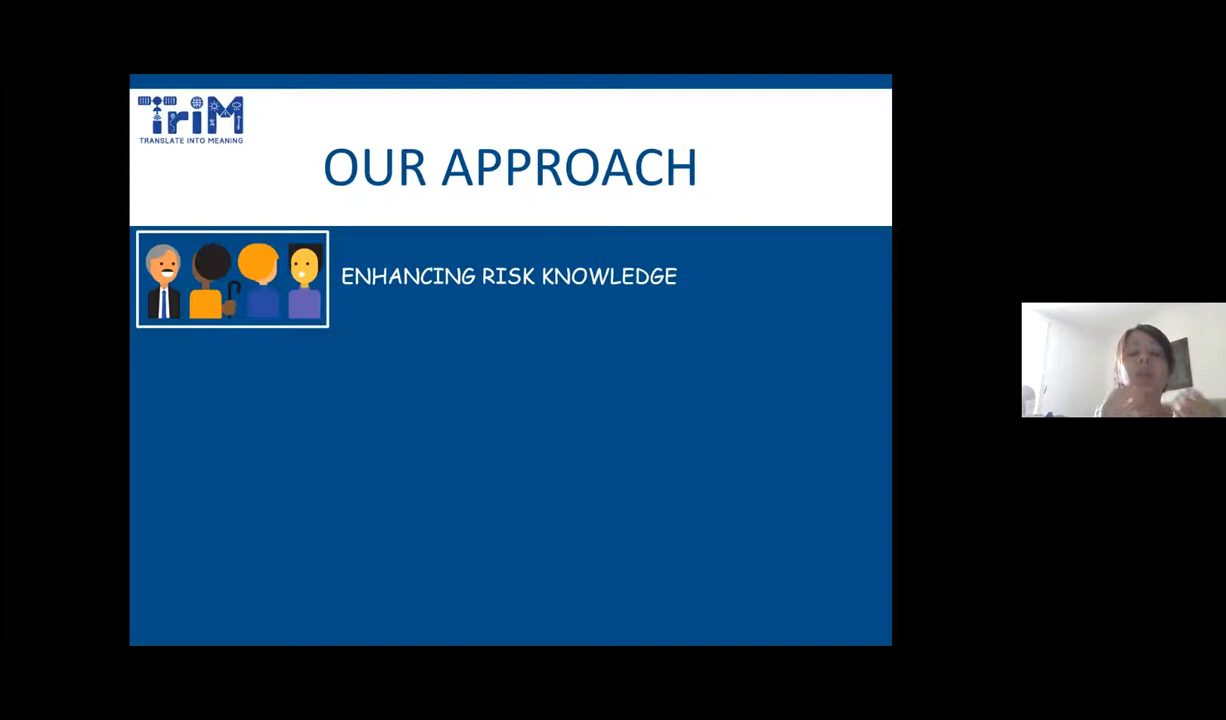 TriM
TRANSLATE INTO MEANING
OUR APPROACH
ENHANCING RISK KNOWLEDGE